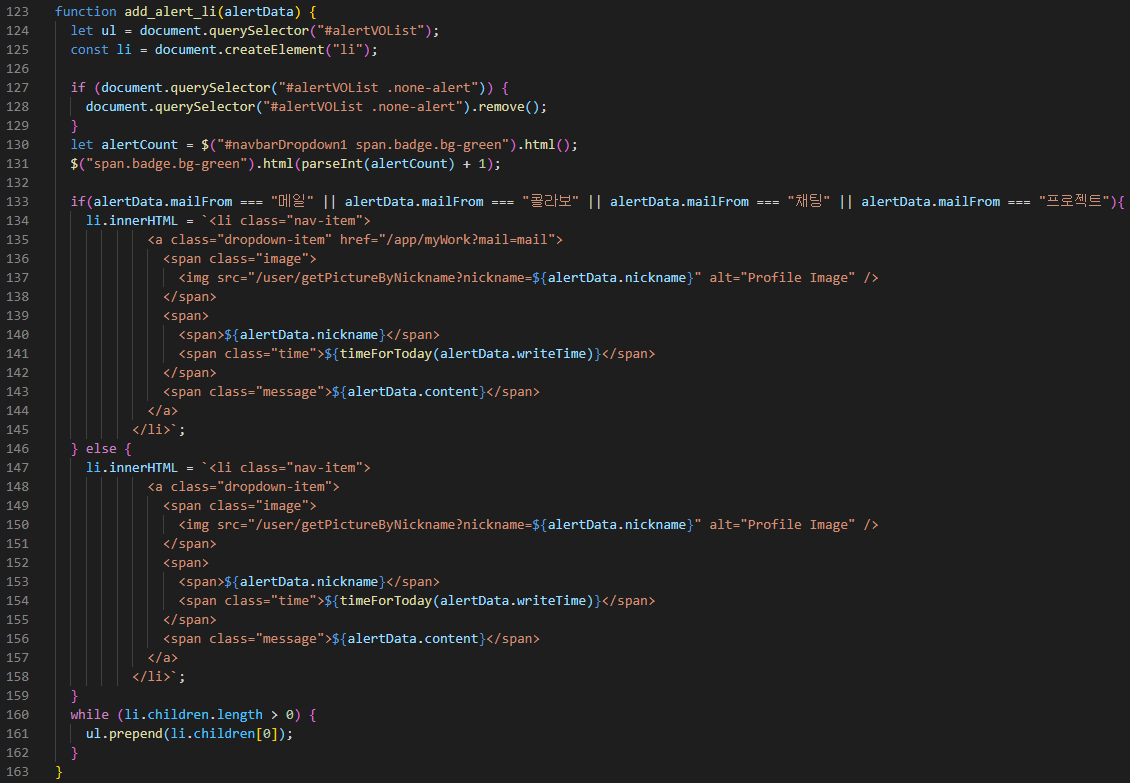 123 function add_alert_li(alertData) {
124 let ul = document.querySelector("#alertVOList");
125 const li = document.createElement("li");
126
127 if (document.querySelector("#alertVOList .none-alert")) {
128 document.querySelector("#alertVOList .none-alert").remove();
129 }
130 let alertCount = $("#navbarDropdown1 span.badge.bg-green").html();
131 $("span.badge.bg-green").html(parseInt(alertCount) + 1);
132
133 if(alertData.mailFrom === "메일" || alertData.mailFrom === "콜라보" || alertData.mailFrom === "채팅" || alertData.mailFrom === "프로젝트"){
134 li.innerHTML = `<li class="nav-item">
135 <a class="dropdown-item" href="/app/myWork?mail=mail">
136 <span class="image">
137 <img src="/user/getPictureByNickname?nickname=${alertData.nickname}" alt="Profile Image" />
138 </span>
139 <span>
140 <span>${alertData.nickname}</span>
141 <span class="time">${timeForToday(alertData.writeTime)}</span>
142 </span>
143 <span class="message">${alertData.content}</span>
144 </a>
145 </li>`;
146 } else {
147 li.innerHTML = `<li class="nav-item">
148 <a class="dropdown-item">
149 <span class="image">
150 <img src="/user/getPictureByNickname?nickname=${alertData.nickname}" alt="Profile Image" />
151 </span>
152 <span>
153 <span>${alertData.nickname}</span>
154 <span class="time">${timeForToday(alertData.writeTime)}</span>
155 </span>
156 <span class="message">${alertData.content}</span>
157 </a>
158 </li>`;
159 }
160 while (li.children.length > 0) {
161 ul.prepend(li.children[0]);
162 }
163 }